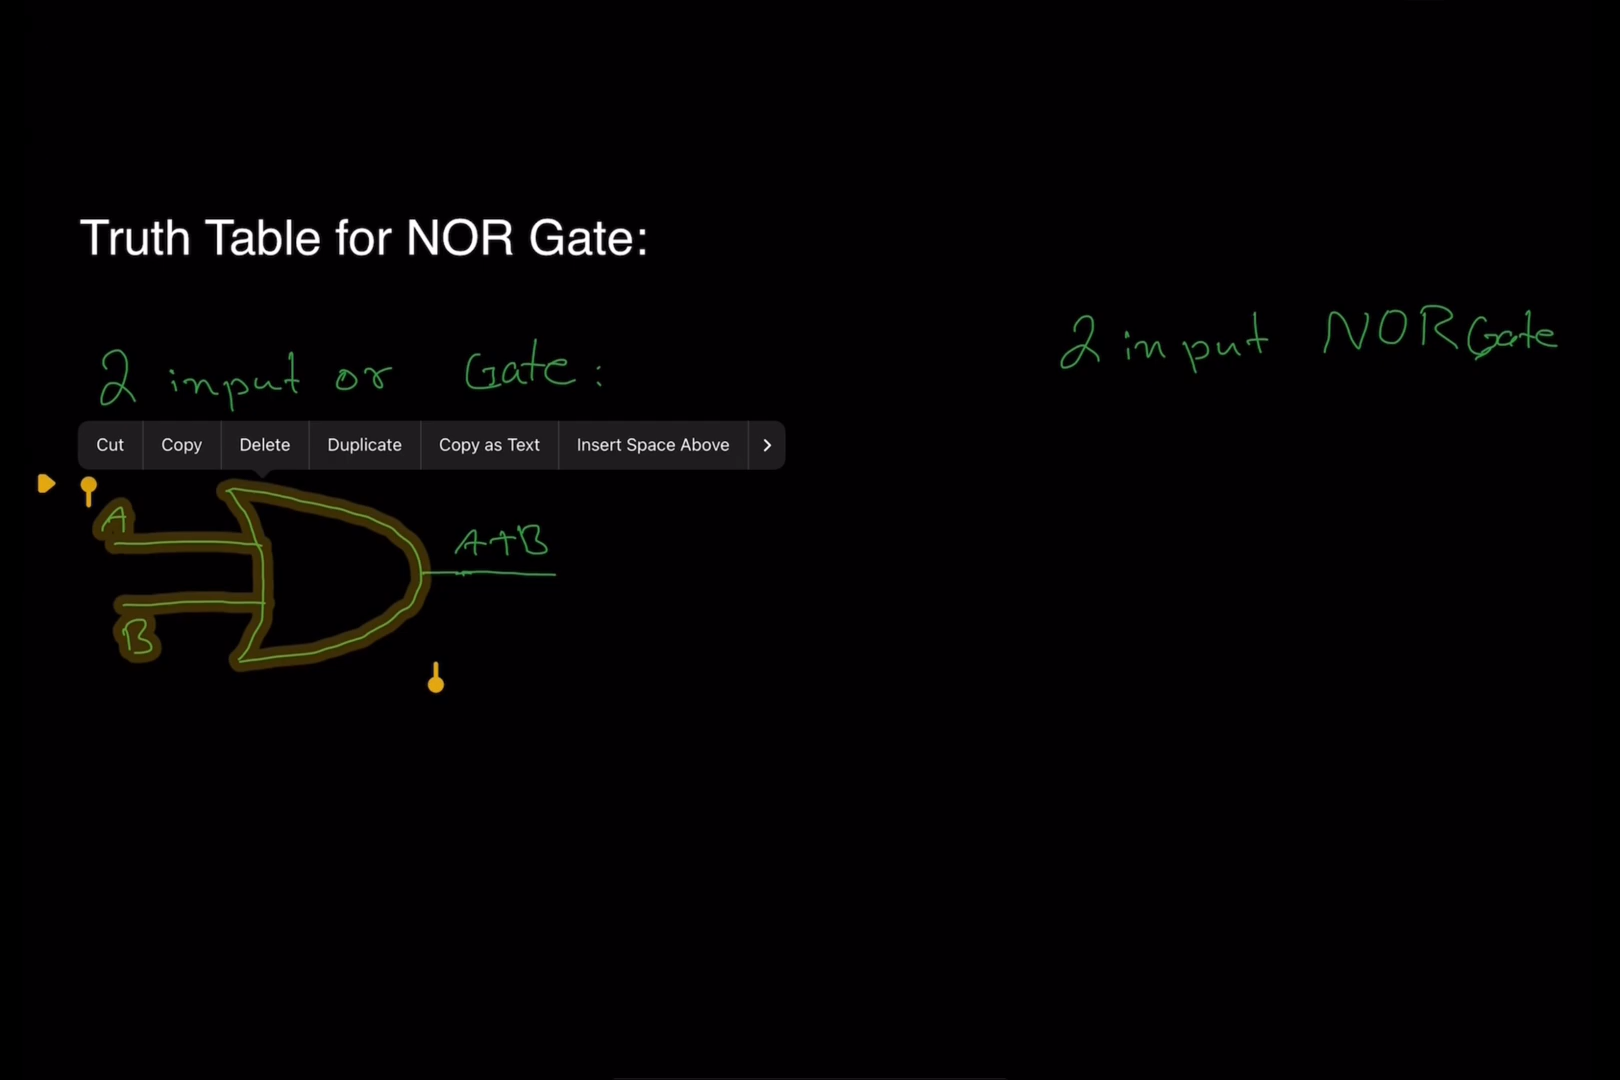 Truth Table for NOR Gate:
2 input NOR Gate
2 input or Gate:
Cut Copy Delete Duplicate Copy as Text Insert Space Above
A
A+B
B